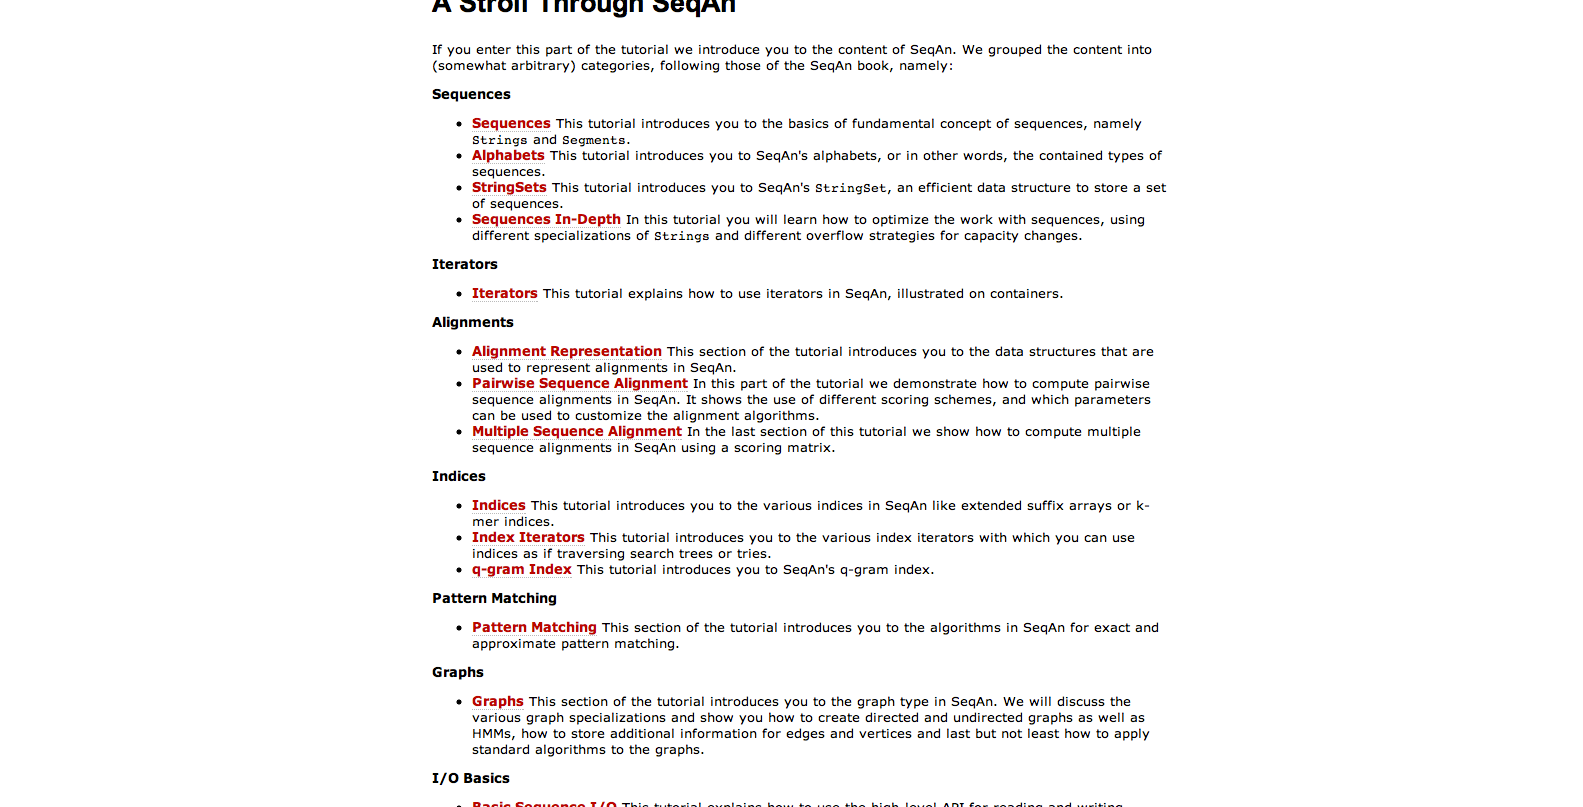 A Stroll Through SeqAn
If you enter this part of the tutorial we introduce you to the content of SeqAn. We grouped the content into
(somewhat arbitrary) categories, following those of the SeqAn book, namely:
Sequences
• Sequences This tutorial introduces you to the basics of fundamental concept of sequences, namely
Strings and Segments.
• Alphabets This tutorial introduces you to SeqAn's alphabets, or in other words, the contained types of
sequences.
• StringSets This tutorial introduces you to SeqAn's StringSet, an efficient data structure to store a set
of sequences.
• Sequences In-Depth In this tutorial you will learn how to optimize the work with sequences, using
different specializations of Strings and different overflow strategies for capacity changes.
Iterators
• Iterators This tutorial explains how to use iterators in SeqAn, illustrated on containers.
Alignments
• Alignment Representation This section of the tutorial introduces you to the data structures that are
used to represent alignments in SeqAn.
• Pairwise Sequence Alignment In this part of the tutorial we demonstrate how to compute pairwise
sequence alignments in SeqAn. It shows the use of different scoring schemes, and which parameters
can be used to customize the alignment algorithms.
• Multiple Sequence Alignment In the last section of this tutorial we show how to compute multiple
sequence alignments in SeqAn using a scoring matrix.
Indices
• Indices This tutorial introduces you to the various indices in SeqAn like extended suffix arrays or k-
mer indices.
• Index Iterators This tutorial introduces you to the various index iterators with which you can use
indices as if traversing search trees or tries.
• q-gram Index This tutorial introduces you to SeqAn's q-gram index.
Pattern Matching
• Pattern Matching This section of the tutorial introduces you to the algorithms in SeqAn for exact and
approximate pattern matching.
Graphs
• Graphs This section of the tutorial introduces you to the graph type in SeqAn. We will discuss the
various graph specializations and show you how to create directed and undirected graphs as well as
HMMs, how to store additional information for edges and vertices and last but not least how to apply
standard algorithms to the graphs.
I/O Basics
• Basic Sequence I/O This tutorial explains how to use the high-level API for reading and writing